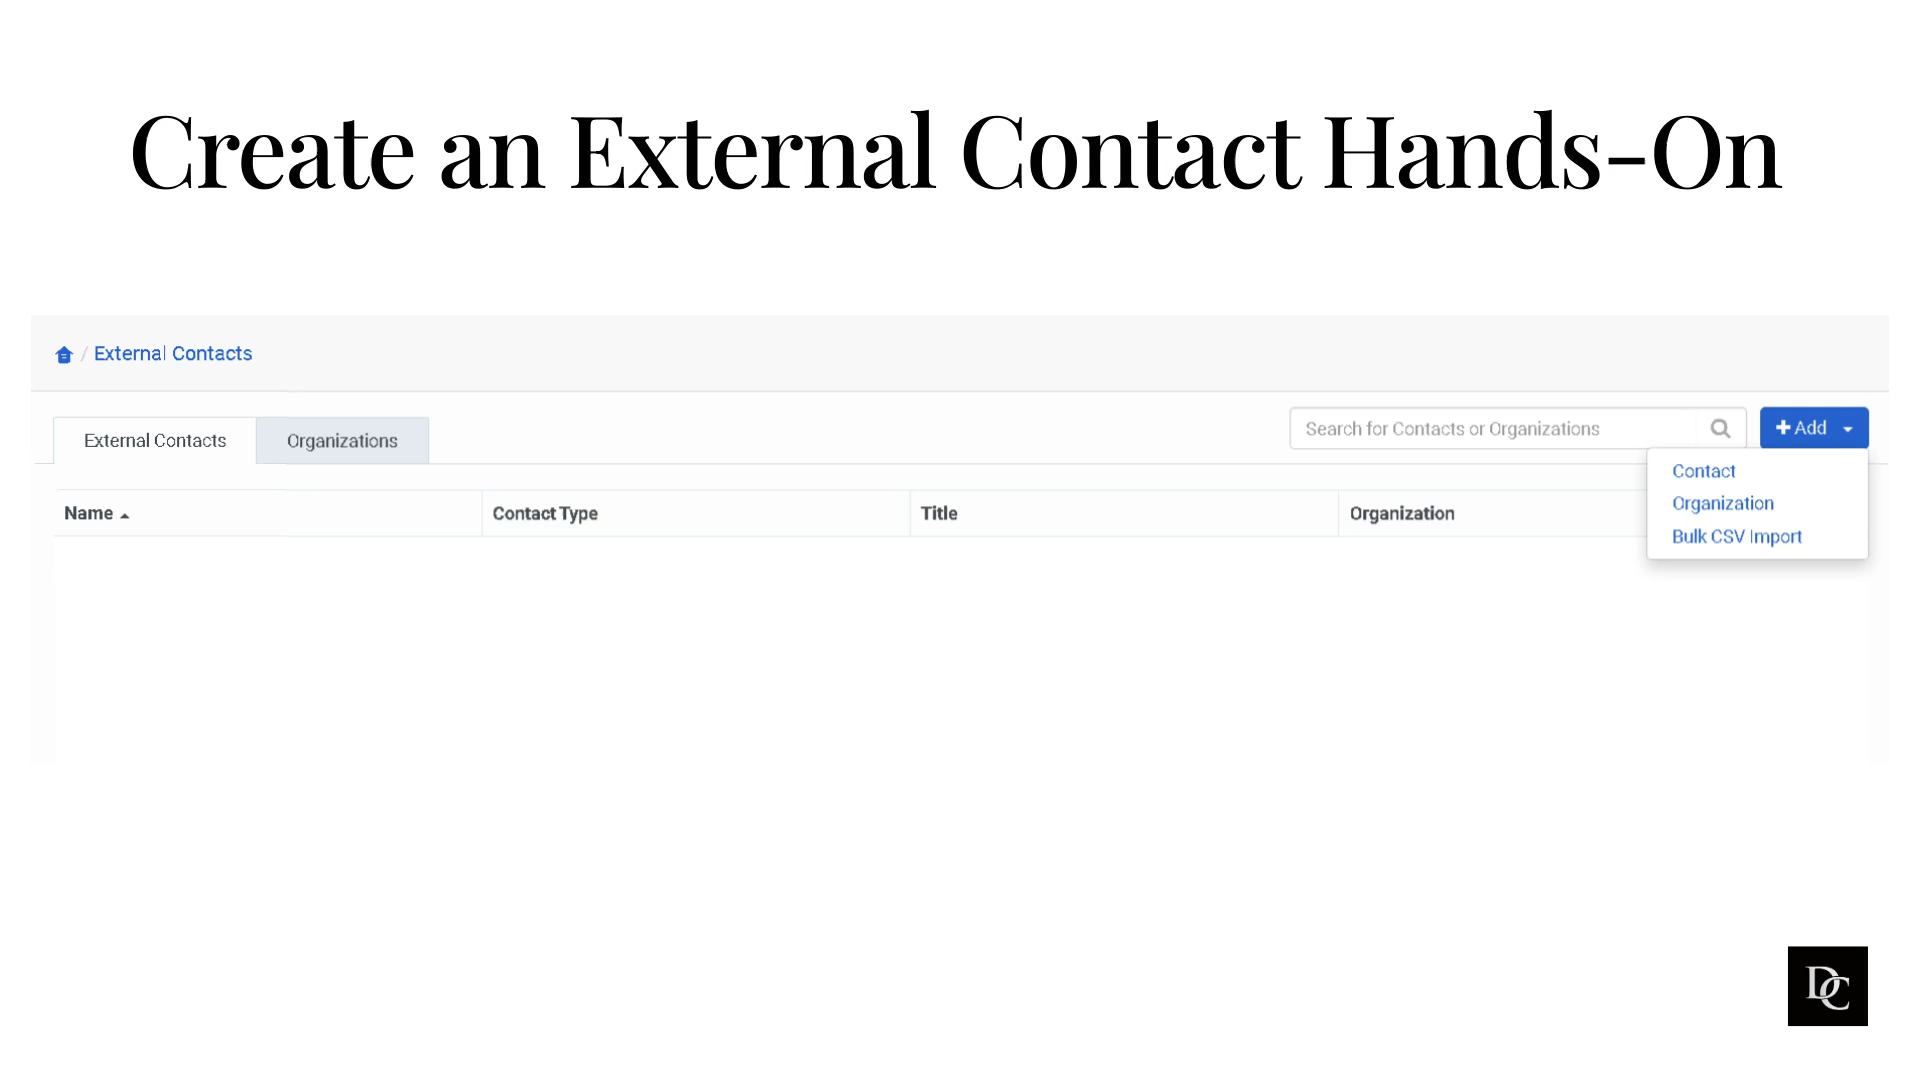 Create an External Contact Hands-On
/ External Contacts
External Contacts
Organizations
Search for Contacts or Organizations
+ Add
Contact
Organization
Bulk CSV Import
Name
Contact Type
Title
Organization
DC